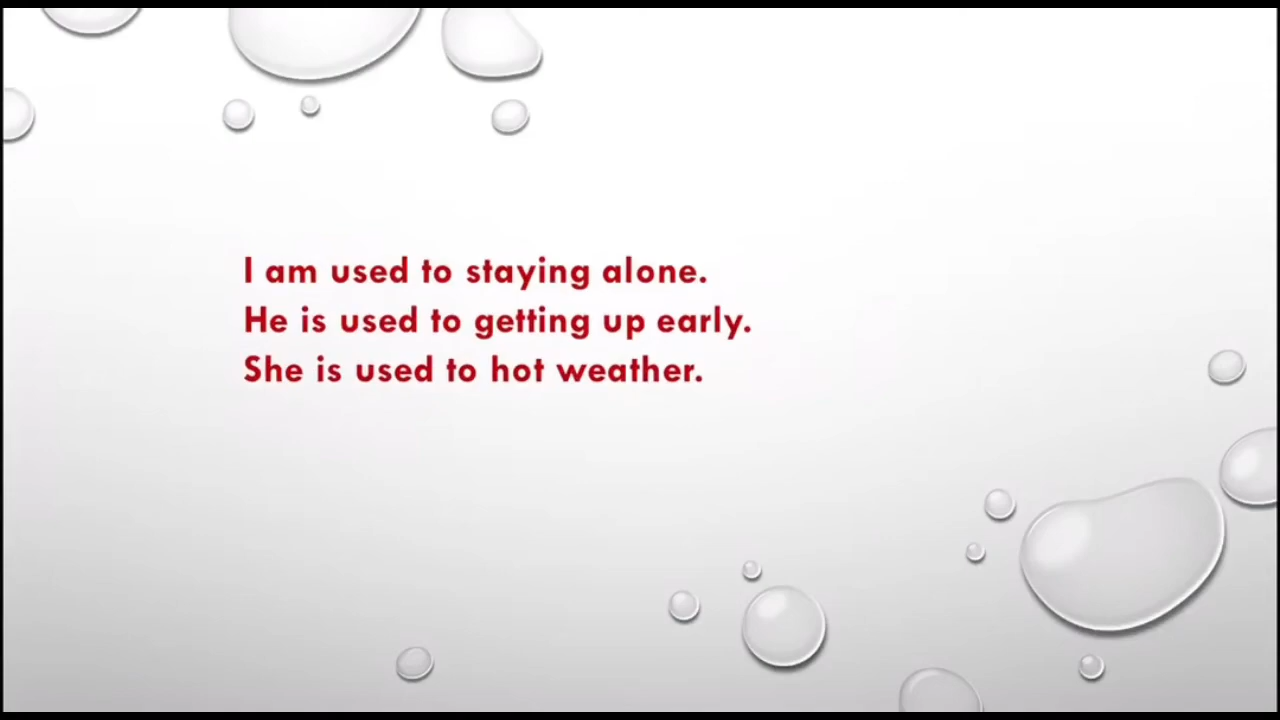 I am used to staying alone.
He is used to getting up early.
She is used to hot weather.